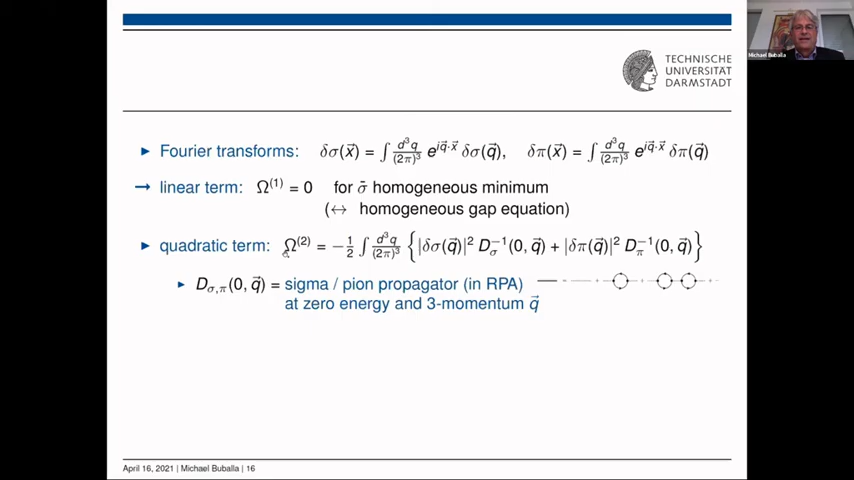 Michael Buballa
TECHNISCHE
UNIVERSITÄT
DARMSTADT
► Fourier transforms: δσ(x⃗) = ∫ d³q/(2π)³ e^{iq⃗·x⃗} δσ(q⃗), δπ(x⃗) = ∫ d³q/(2π)³ e^{iq⃗·x⃗} δπ(q⃗)
→ linear term: Ω⁽¹⁾ = 0 for σ̄ homogeneous minimum
(↔ homogeneous gap equation)
► quadratic term: Ω⁽²⁾ = −½ ∫ d³q/(2π)³ {|δσ(q⃗)|² D_σ⁻¹(0, q⃗) + |δπ(q⃗)|² D_π⁻¹(0, q⃗)}
► D_{σ,π}(0, q⃗) = sigma / pion propagator (in RPA)
at zero energy and 3-momentum q⃗
April 16, 2021 | Michael Buballa | 16